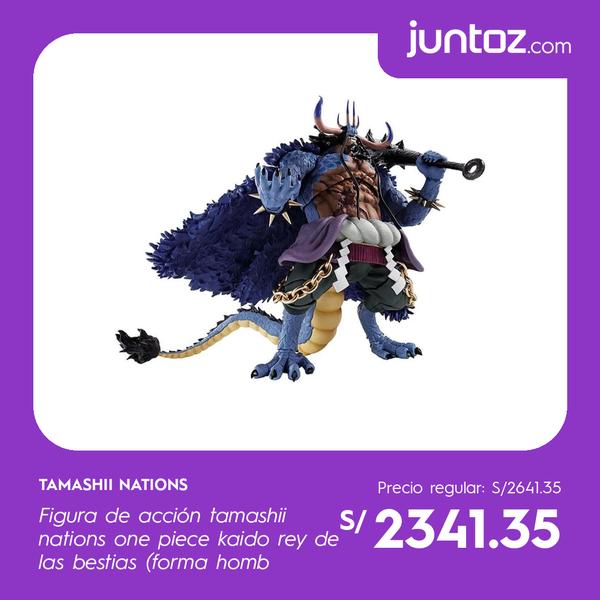 juntoz.com
TAMASHII NATIONS
Precio regular: S/2641.35
Figura de acción tamashii
nations one piece kaido rey de
las bestias (forma homb
S/ 2341.35